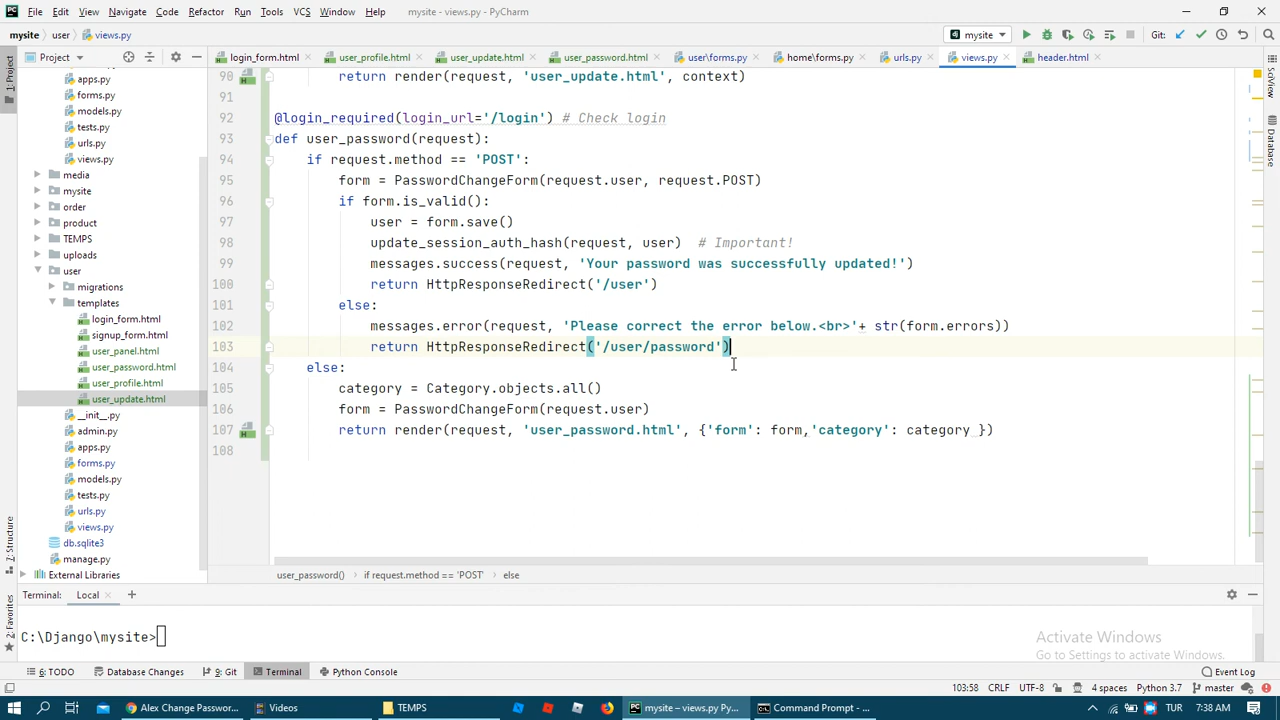 File Edit View Navigate Code Refactor Run Tools VCS Window Help mysite - views.py - PyCharm
mysite user views.py mysite Git:
Project login_form.html user_profile.html user_update.html user_password.html user\forms.py home\forms.py urls.py views.py header.html
1: Project
SciView
Database
apps.py
forms.py
models.py
tests.py
urls.py
views.py
media
mysite
order
product
TEMPS
uploads
user
migrations
templates
login_form.html
signup_form.html
user_panel.html
user_password.html
user_profile.html
user_update.html
__init__.py
admin.py
apps.py
forms.py
models.py
tests.py
urls.py
views.py
db.sqlite3
manage.py
External Libraries
90 return render(request, 'user_update.html', context)
91
92 @login_required(login_url='/login') # Check login
93 def user_password(request):
94 if request.method == 'POST':
95 form = PasswordChangeForm(request.user, request.POST)
96 if form.is_valid():
97 user = form.save()
98 update_session_auth_hash(request, user) # Important!
99 messages.success(request, 'Your password was successfully updated!')
100 return HttpResponseRedirect('/user')
101 else:
102 messages.error(request, 'Please correct the error below.<br>'+ str(form.errors))
103 return HttpResponseRedirect('/user/password')
104 else:
105 category = Category.objects.all()
106 form = PasswordChangeForm(request.user)
107 return render(request, 'user_password.html', {'form': form,'category': category })
108
user_password() if request.method == 'POST' else
7: Structure
2: Favorites
Terminal: Local
C:\Django\mysite>
Activate Windows
Go to Settings to activate Windows.
6: TODO Database Changes 9: Git Terminal Python Console Event Log
103:58 CRLF UTF-8 4 spaces Python 3.7 master
Alex Change Passwor... Videos TEMPS mysite – views.py Py... Command Prompt - ... TUR 7:38 AM